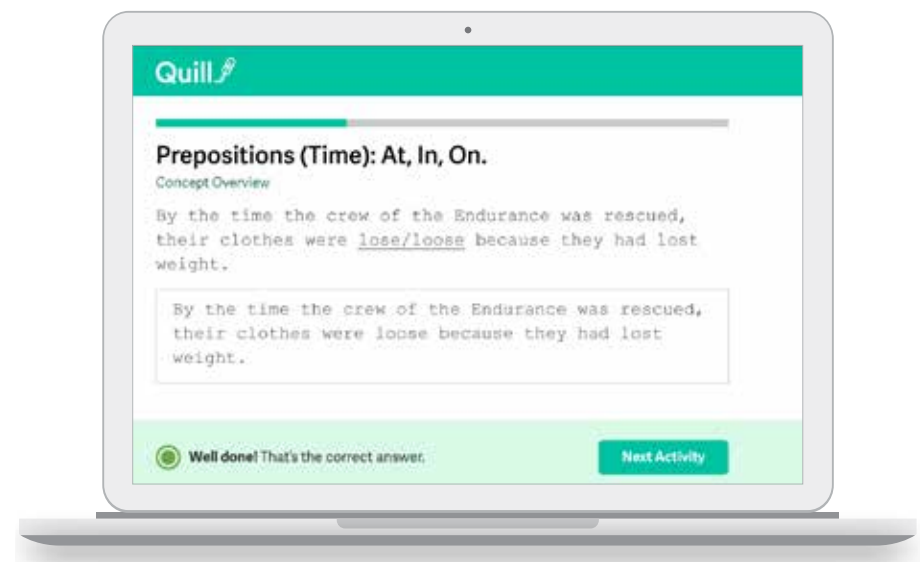 Quill
Prepositions (Time): At, In, On.
Concept Overview
By the time the crew of the Endurance was rescued,
their clothes were lose/loose because they had lost
weight.
By the time the crew of the Endurance was rescued,
their clothes were loose because they had lost
weight.
Well done! That's the correct answer.
Next Activity